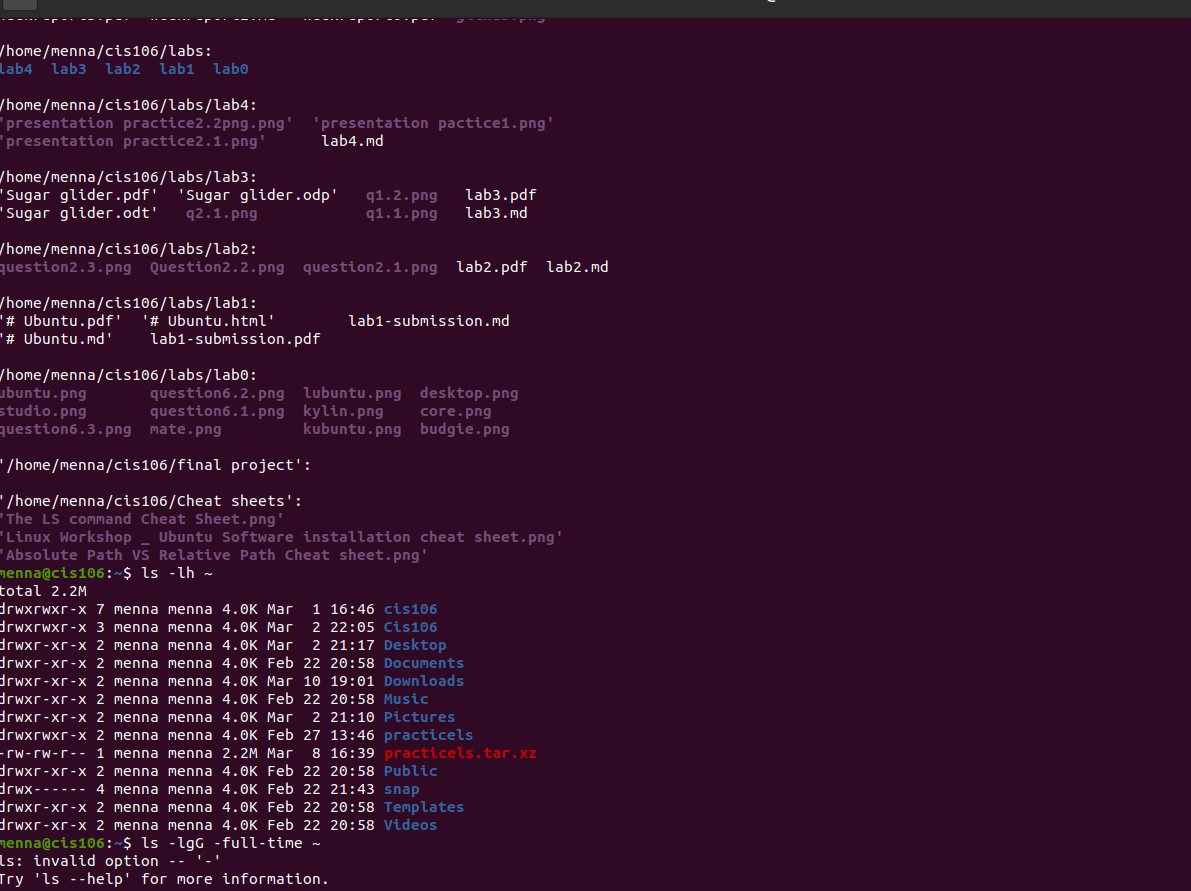 /home/menna/cis106/labs:
lab4  lab3  lab2  lab1  lab0
/home/menna/cis106/labs/lab4:
'presentation practice2.2png.png'  'presentation pactice1.png'
'presentation practice2.1.png'      lab4.md
/home/menna/cis106/labs/lab3:
'Sugar glider.pdf'  'Sugar glider.odp'   q1.2.png   lab3.pdf
'Sugar glider.odt'   q2.1.png            q1.1.png   lab3.md
/home/menna/cis106/labs/lab2:
question2.3.png  Question2.2.png  question2.1.png  lab2.pdf  lab2.md
/home/menna/cis106/labs/lab1:
'# Ubuntu.pdf'  '# Ubuntu.html'        lab1-submission.md
'# Ubuntu.md'    lab1-submission.pdf
/home/menna/cis106/labs/lab0:
ubuntu.png       question6.2.png  lubuntu.png  desktop.png
studio.png       question6.1.png  kylin.png    core.png
question6.3.png  mate.png         kubuntu.png  budgie.png
'/home/menna/cis106/final project':
'/home/menna/cis106/Cheat sheets':
'The LS command Cheat Sheet.png'
'Linux Workshop _ Ubuntu Software installation cheat sheet.png'
'Absolute Path VS Relative Path Cheat sheet.png'
menna@cis106:~$ ls -lh ~
total 2.2M
drwxrwxr-x 7 menna menna 4.0K Mar  1 16:46 cis106
drwxrwxr-x 3 menna menna 4.0K Mar  2 22:05 Cis106
drwxr-xr-x 2 menna menna 4.0K Mar  2 21:17 Desktop
drwxr-xr-x 2 menna menna 4.0K Feb 22 20:58 Documents
drwxr-xr-x 2 menna menna 4.0K Mar 10 19:01 Downloads
drwxr-xr-x 2 menna menna 4.0K Feb 22 20:58 Music
drwxr-xr-x 2 menna menna 4.0K Mar  2 21:10 Pictures
drwxrwxr-x 2 menna menna 4.0K Feb 27 13:46 practicels
-rw-rw-r-- 1 menna menna 2.2M Mar  8 16:39 practicels.tar.xz
drwxr-xr-x 2 menna menna 4.0K Feb 22 20:58 Public
drwx------ 4 menna menna 4.0K Feb 22 21:43 snap
drwxr-xr-x 2 menna menna 4.0K Feb 22 20:58 Templates
drwxr-xr-x 2 menna menna 4.0K Feb 22 20:58 Videos
menna@cis106:~$ ls -lgG -full-time ~
ls: invalid option -- '-'
Try 'ls --help' for more information.